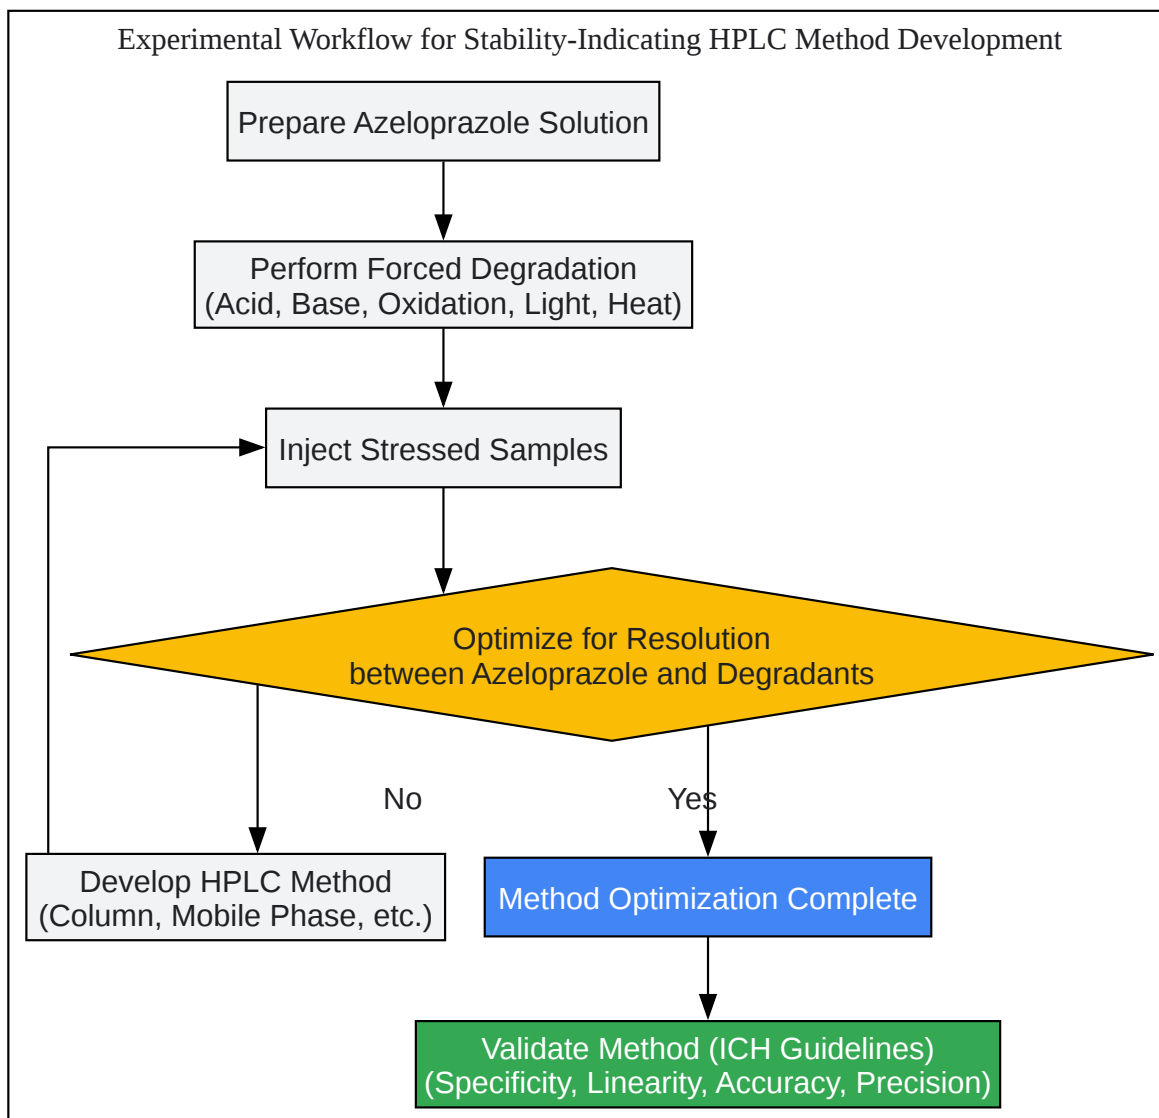 Experimental Workflow for Stability-Indicating HPLC Method Development
Prepare Azeloprazole Solution
Perform Forced Degradation
(Acid, Base, Oxidation, Light, Heat)
Inject Stressed Samples
Optimize for Resolution
between Azeloprazole and Degradants
No
Yes
Develop HPLC Method
(Column, Mobile Phase, etc.)
Method Optimization Complete
Validate Method (ICH Guidelines)
(Specificity, Linearity, Accuracy, Precision)